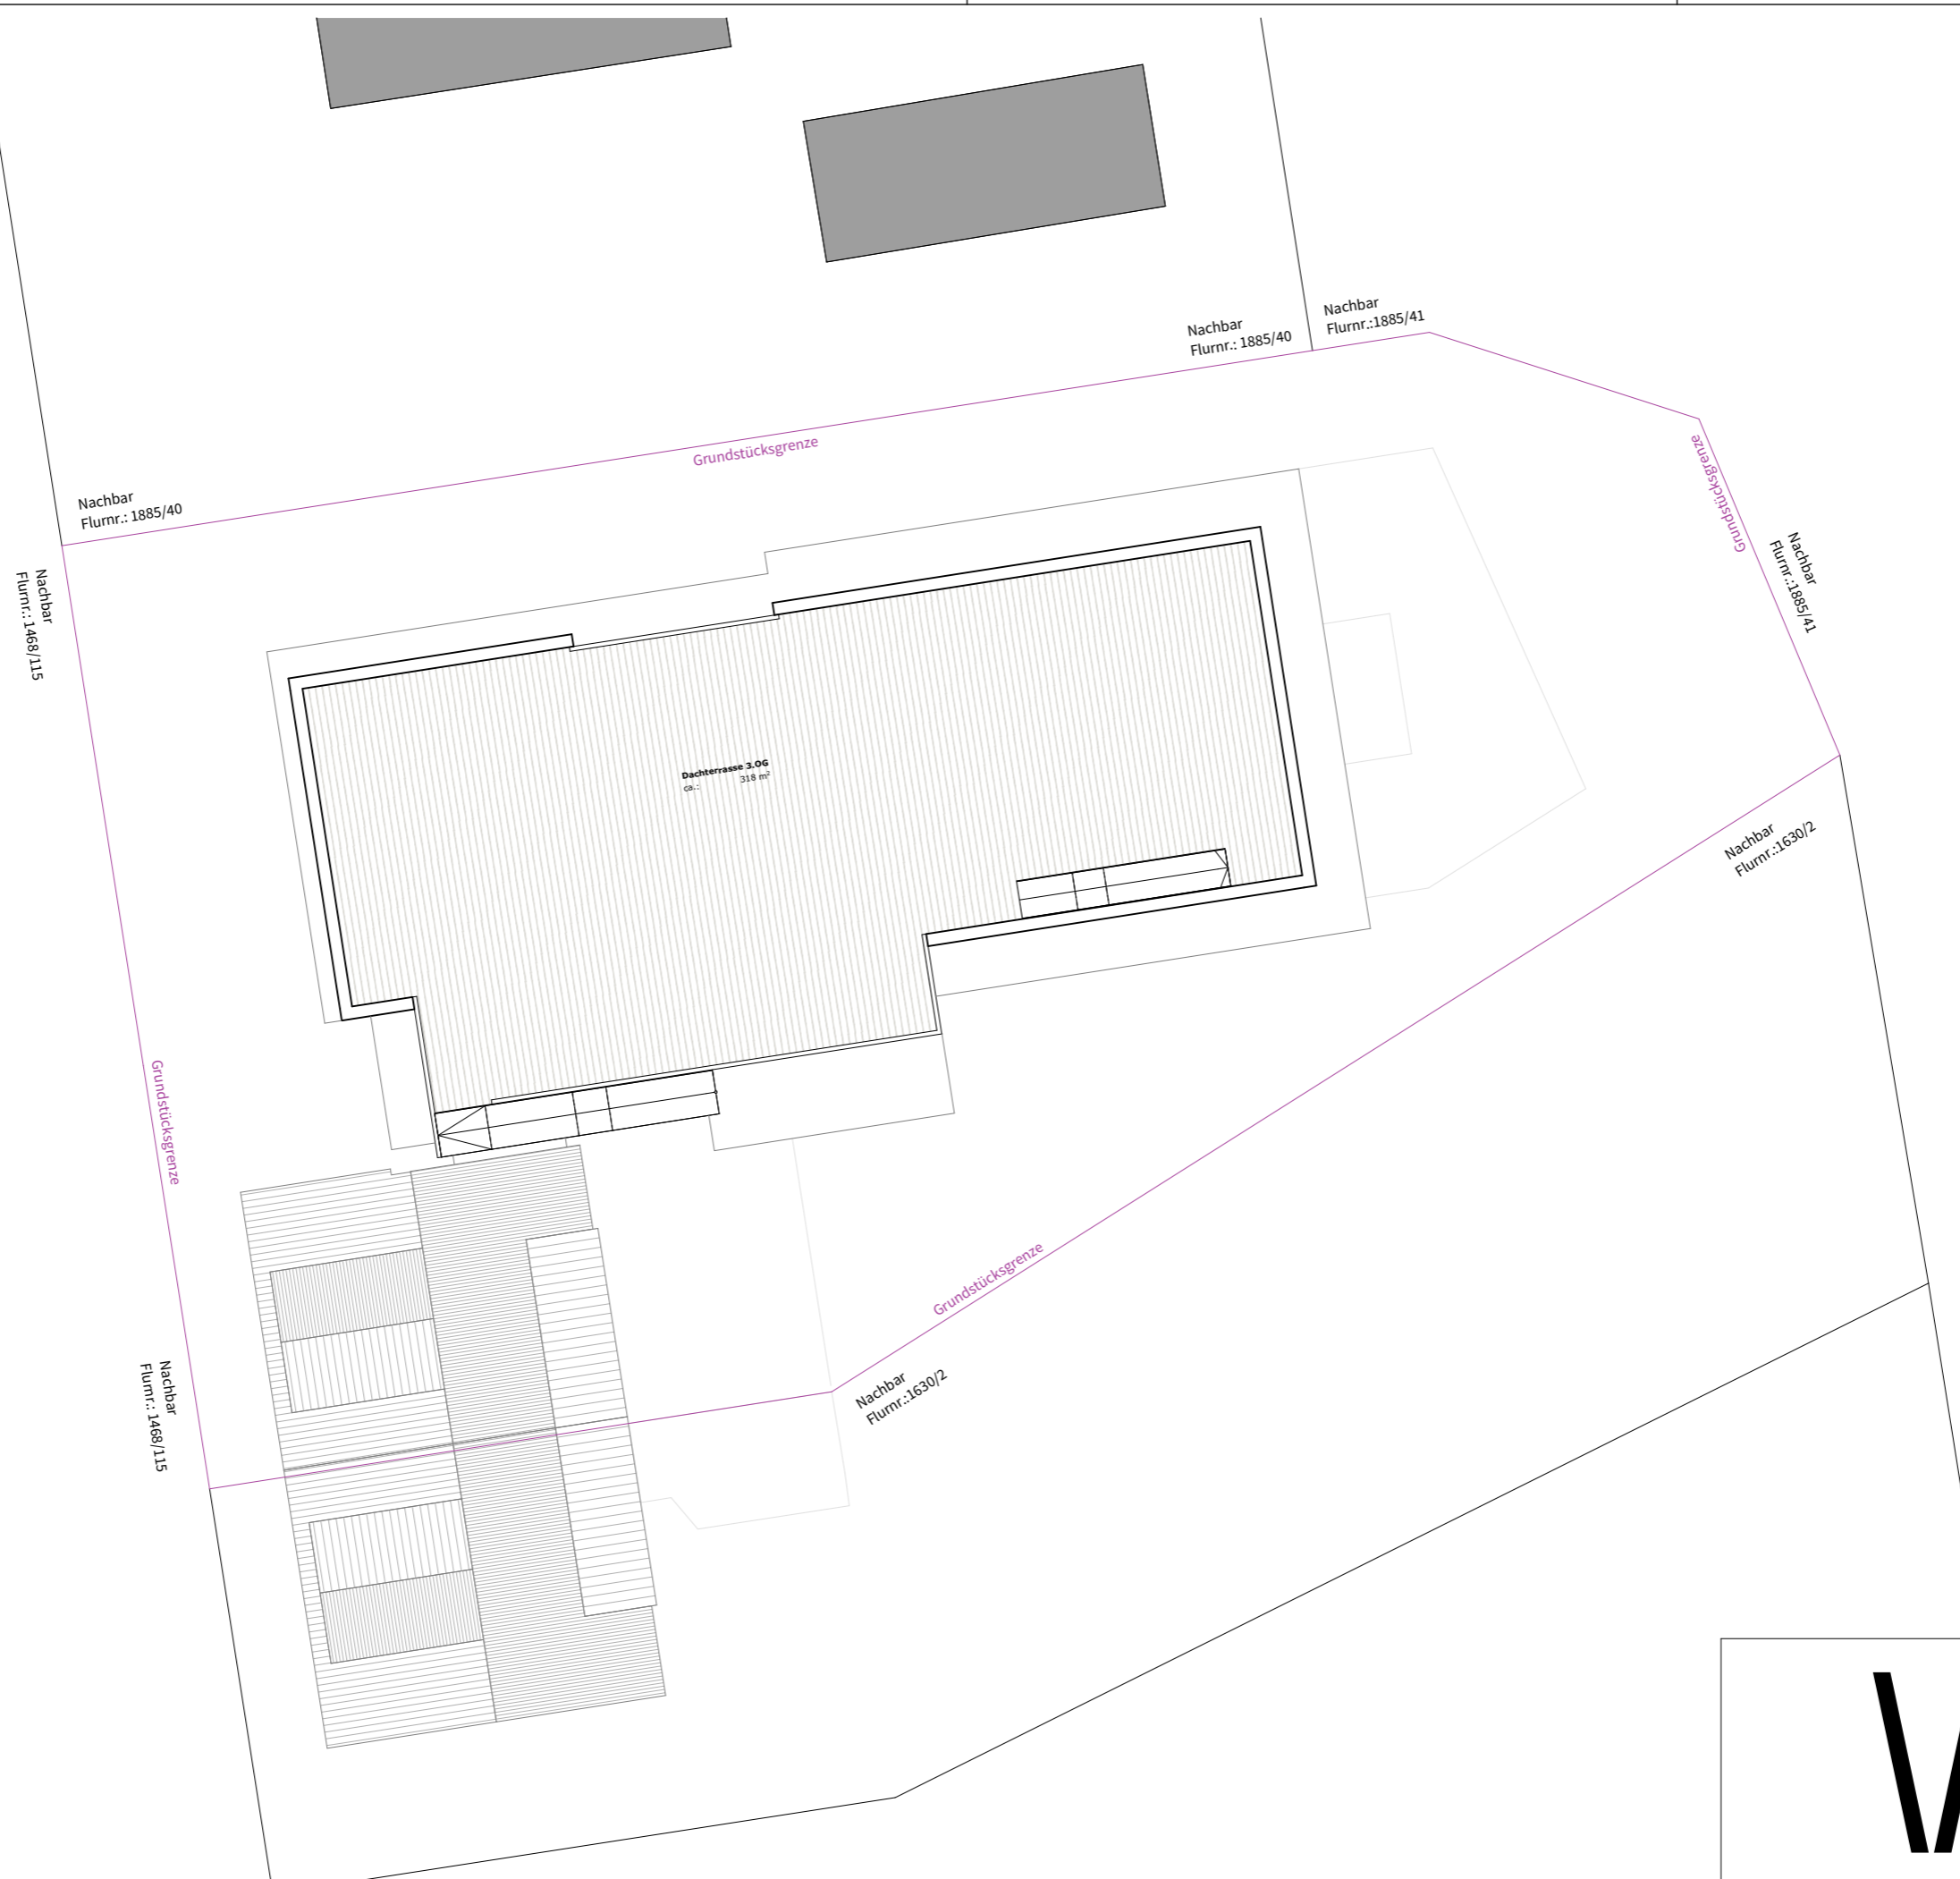 Nachbar
Flurnr.:1885/41
Nachbar
Flurnr.: 1885/40
Grundstücksgrenze
Grundstücksgrenze
Nachbar
Flurnr.: 1885/40
Nachbar
Flurnr.:1885/41
Nachbar
Flurnr.: 1468/115
Dachterrasse 3.OG
ca.: 318 m²
Nachbar
Flurnr.:1630/2
Grundstücksgrenze
Grundstücksgrenze
Nachbar
Flurnr.: 1468/115
Nachbar
Flurnr.:1630/2